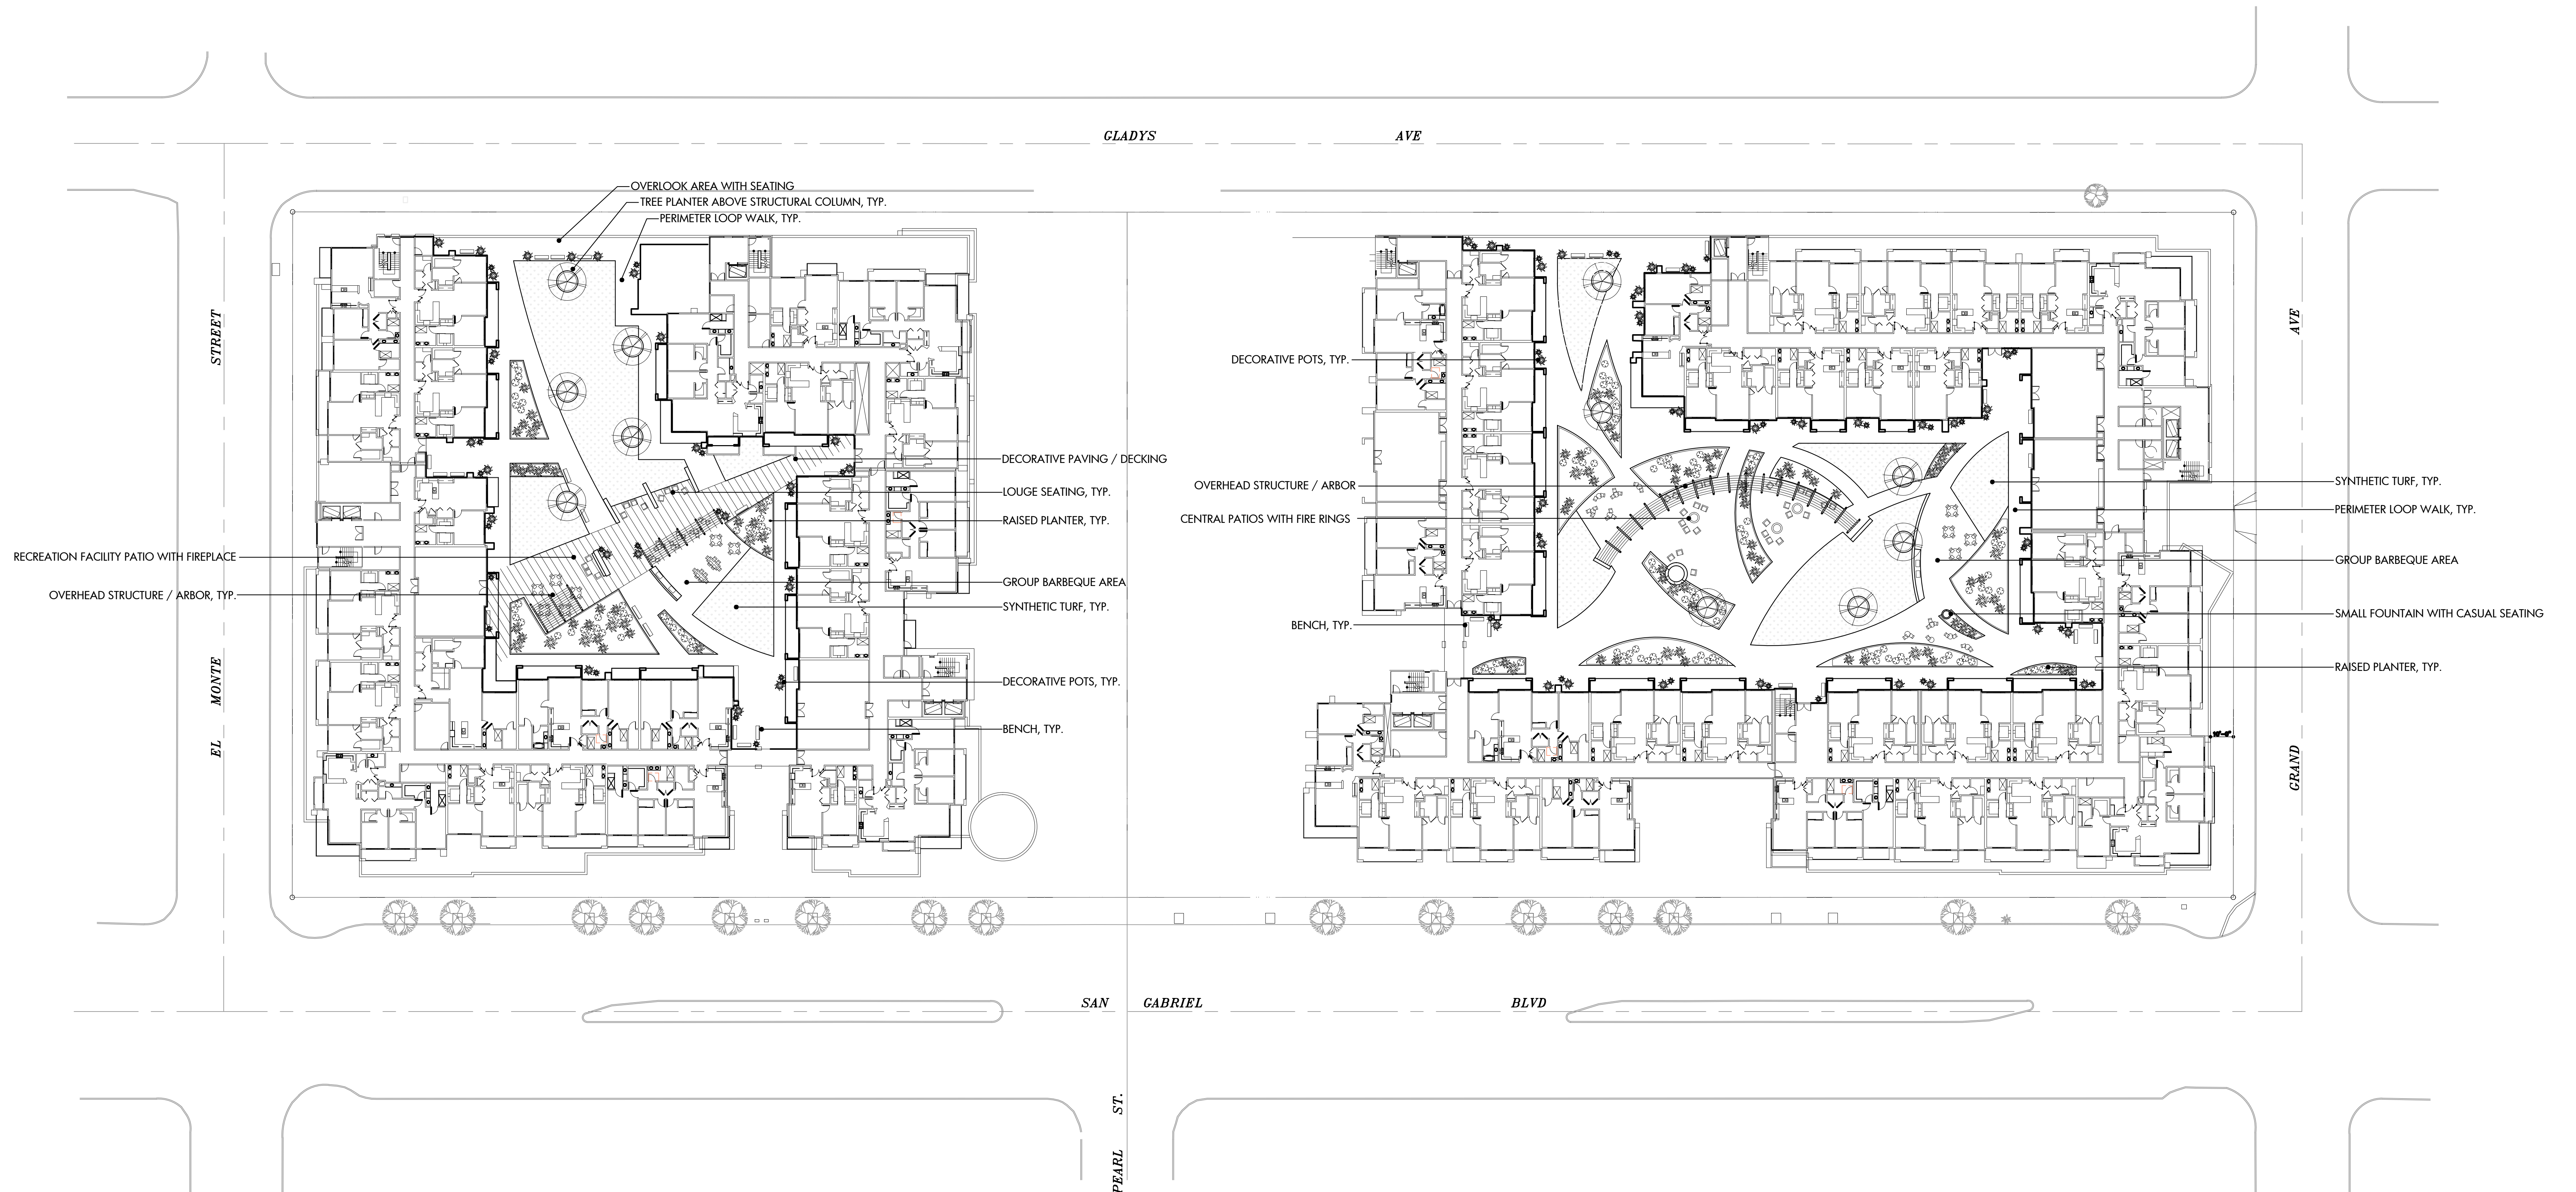 GLADYS AVE
OVERLOOK AREA WITH SEATING
TREE PLANTER ABOVE STRUCTURAL COLUMN, TYP.
PERIMETER LOOP WALK, TYP.
EL MONTE STREET
DECORATIVE PAVING / DECKING
LOUGE SEATING, TYP.
RAISED PLANTER, TYP.
RECREATION FACILITY PATIO WITH FIREPLACE
GROUP BARBEQUE AREA
OVERHEAD STRUCTURE / ARBOR, TYP.
SYNTHETIC TURF, TYP.
DECORATIVE POTS, TYP.
BENCH, TYP.
DECORATIVE POTS, TYP.
OVERHEAD STRUCTURE / ARBOR
CENTRAL PATIOS WITH FIRE RINGS
BENCH, TYP.
SYNTHETIC TURF, TYP.
PERIMETER LOOP WALK, TYP.
GROUP BARBEQUE AREA
SMALL FOUNTAIN WITH CASUAL SEATING
RAISED PLANTER, TYP.
GRAND AVE
SAN GABRIEL BLVD
PEARL ST.